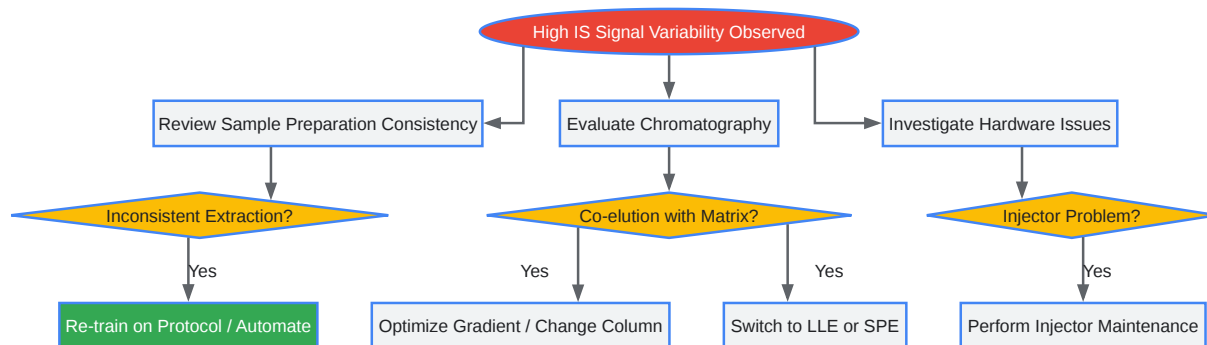 High IS Signal Variability Observed
Review Sample Preparation Consistency
Evaluate Chromatography
Investigate Hardware Issues
Inconsistent Extraction?
Co-elution with Matrix?
Injector Problem?
Yes
Yes
Yes
Yes
Re-train on Protocol / Automate
Optimize Gradient / Change Column
Switch to LLE or SPE
Perform Injector Maintenance